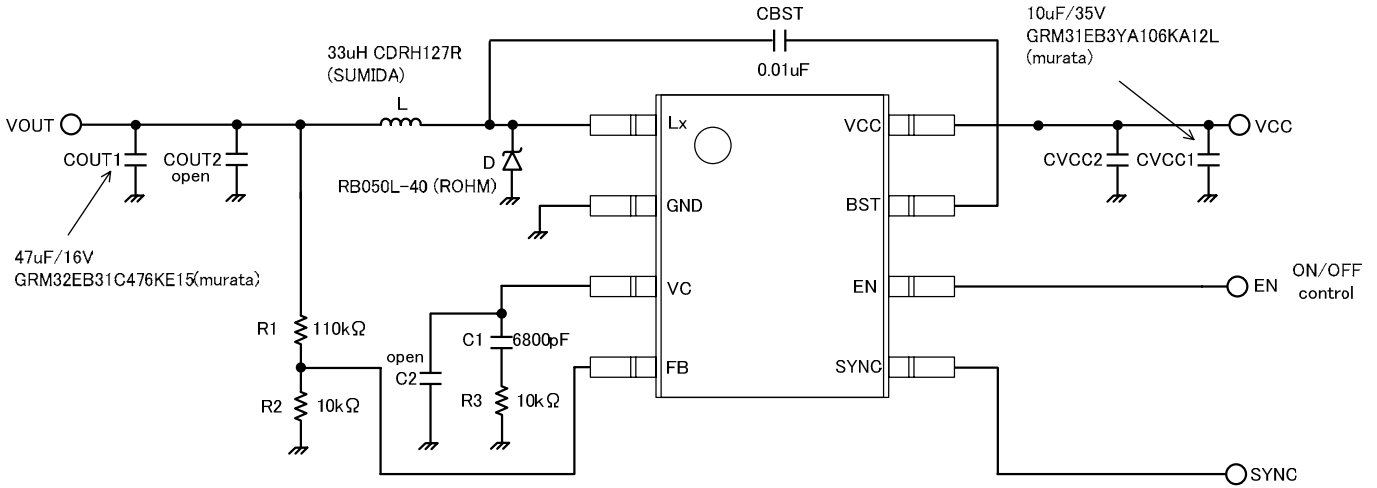 CBST
0.01uF
10uF/35V
GRM31EB3YA106KA12L
(murata)
33uH CDRH127R
(SUMIDA)
L
VOUT
Lx
VCC
VCC
COUT1
COUT2
open
D
RB050L-40 (ROHM)
CVCC2
CVCC1
GND
BST
47uF/16V
GRM32EB31C476KE15(murata)
VC
EN
EN
ON/OFF
control
R1
110kΩ
C1
6800pF
open
C2
FB
SYNC
R2
10kΩ
R3
10kΩ
SYNC